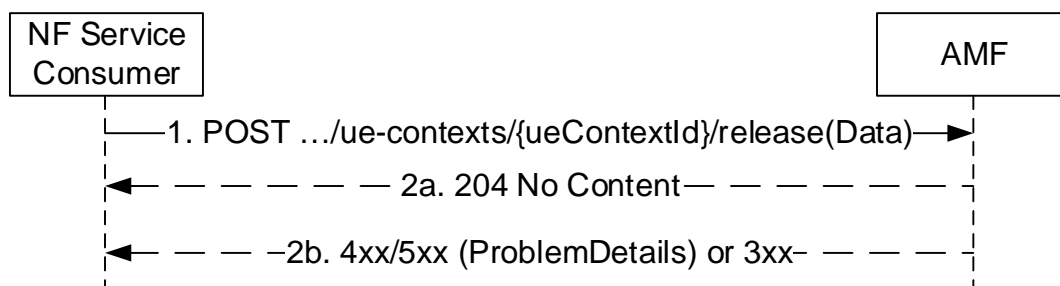 NF Service
Consumer
AMF
1. POST …/ue-contexts/{ueContextId}/release(Data)
2a. 204 No Content
2b. 4xx/5xx (ProblemDetails) or 3xx